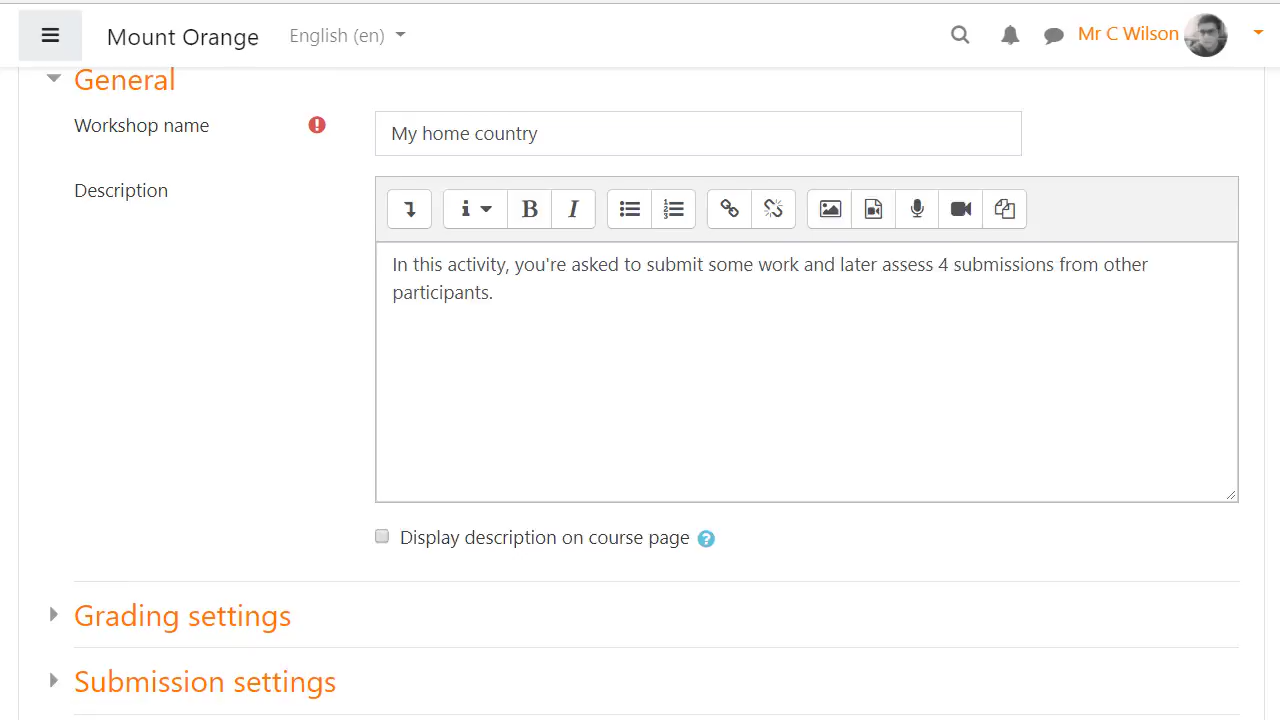 Mount Orange English (en) Mr C Wilson
General
Workshop name My home country
Description
In this activity, you're asked to submit some work and later assess 4 submissions from other
participants.
Display description on course page
Grading settings
Submission settings